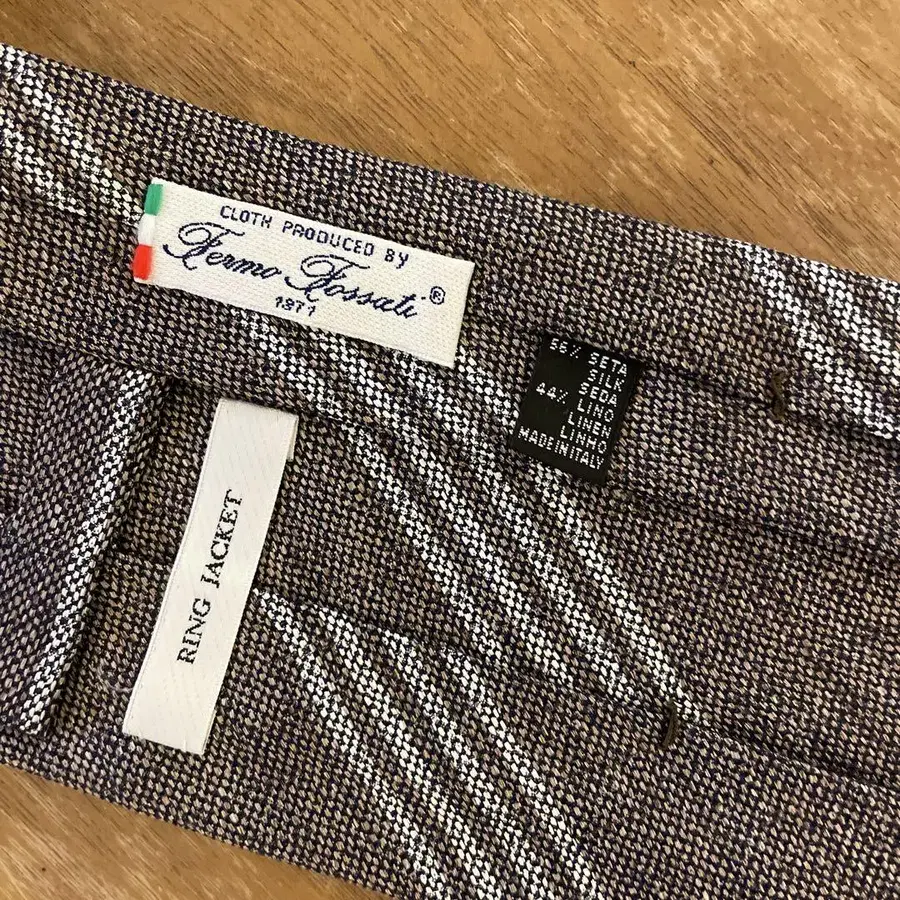 CLOTH PRODUCED BY
Fermo Fossati®
1871
56% SETA
SILK
SEDA
44% LINO
LINEN
LINHO
MADE IN ITALY
RING JACKET